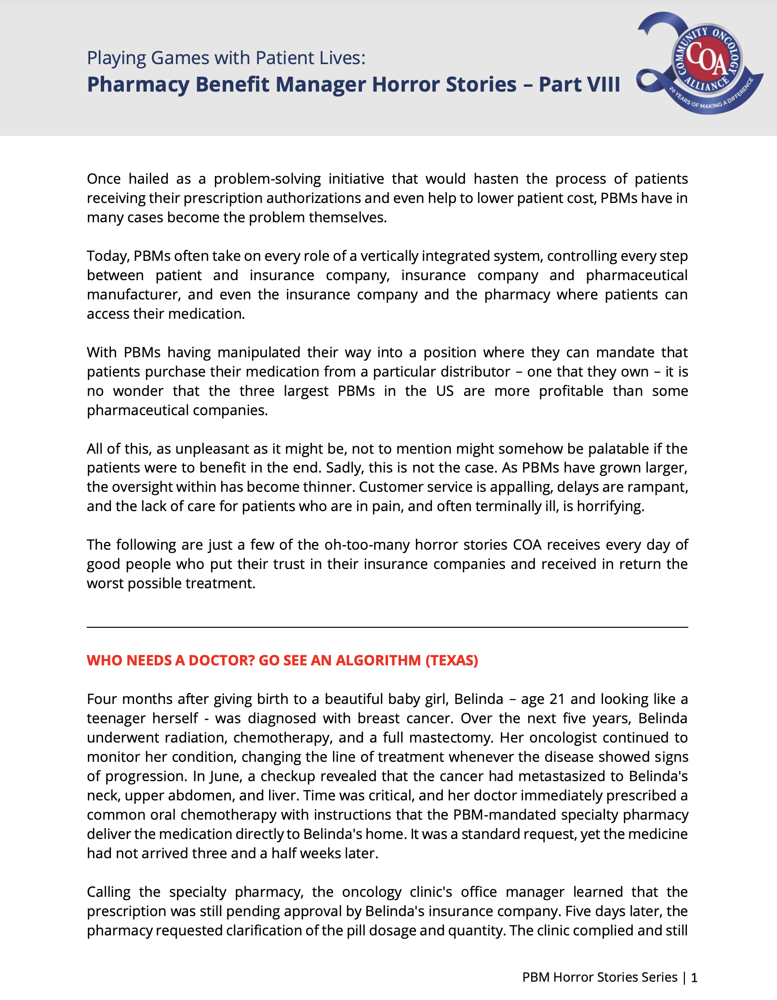 Playing Games with Patient Lives:
Pharmacy Benefit Manager Horror Stories – Part VIII
COMMUNITY ONCOLOGY
COA
ALLIANCE
20 YEARS OF MAKING A DIFFERENCE
Once hailed as a problem-solving initiative that would hasten the process of patients
receiving their prescription authorizations and even help to lower patient cost, PBMs have in
many cases become the problem themselves.
Today, PBMs often take on every role of a vertically integrated system, controlling every step
between patient and insurance company, insurance company and pharmaceutical
manufacturer, and even the insurance company and the pharmacy where patients can
access their medication.
With PBMs having manipulated their way into a position where they can mandate that
patients purchase their medication from a particular distributor – one that they own – it is
no wonder that the three largest PBMs in the US are more profitable than some
pharmaceutical companies.
All of this, as unpleasant as it might be, not to mention might somehow be palatable if the
patients were to benefit in the end. Sadly, this is not the case. As PBMs have grown larger,
the oversight within has become thinner. Customer service is appalling, delays are rampant,
and the lack of care for patients who are in pain, and often terminally ill, is horrifying.
The following are just a few of the oh-too-many horror stories COA receives every day of
good people who put their trust in their insurance companies and received in return the
worst possible treatment.
WHO NEEDS A DOCTOR? GO SEE AN ALGORITHM (TEXAS)
Four months after giving birth to a beautiful baby girl, Belinda – age 21 and looking like a
teenager herself - was diagnosed with breast cancer. Over the next five years, Belinda
underwent radiation, chemotherapy, and a full mastectomy. Her oncologist continued to
monitor her condition, changing the line of treatment whenever the disease showed signs
of progression. In June, a checkup revealed that the cancer had metastasized to Belinda's
neck, upper abdomen, and liver. Time was critical, and her doctor immediately prescribed a
common oral chemotherapy with instructions that the PBM-mandated specialty pharmacy
deliver the medication directly to Belinda's home. It was a standard request, yet the medicine
had not arrived three and a half weeks later.
Calling the specialty pharmacy, the oncology clinic's office manager learned that the
prescription was still pending approval by Belinda's insurance company. Five days later, the
pharmacy requested clarification of the pill dosage and quantity. The clinic complied and still
PBM Horror Stories Series | 1